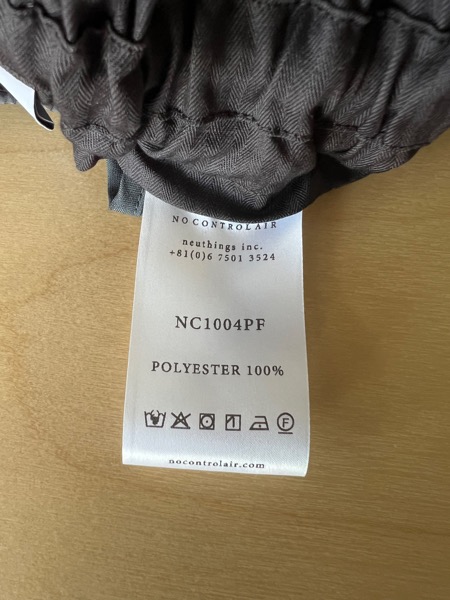 NO CONTROL AIR
neuthings inc.
+81(0)6 7501 3524
NC1004PF
POLYESTER 100%
nocontrolair.com